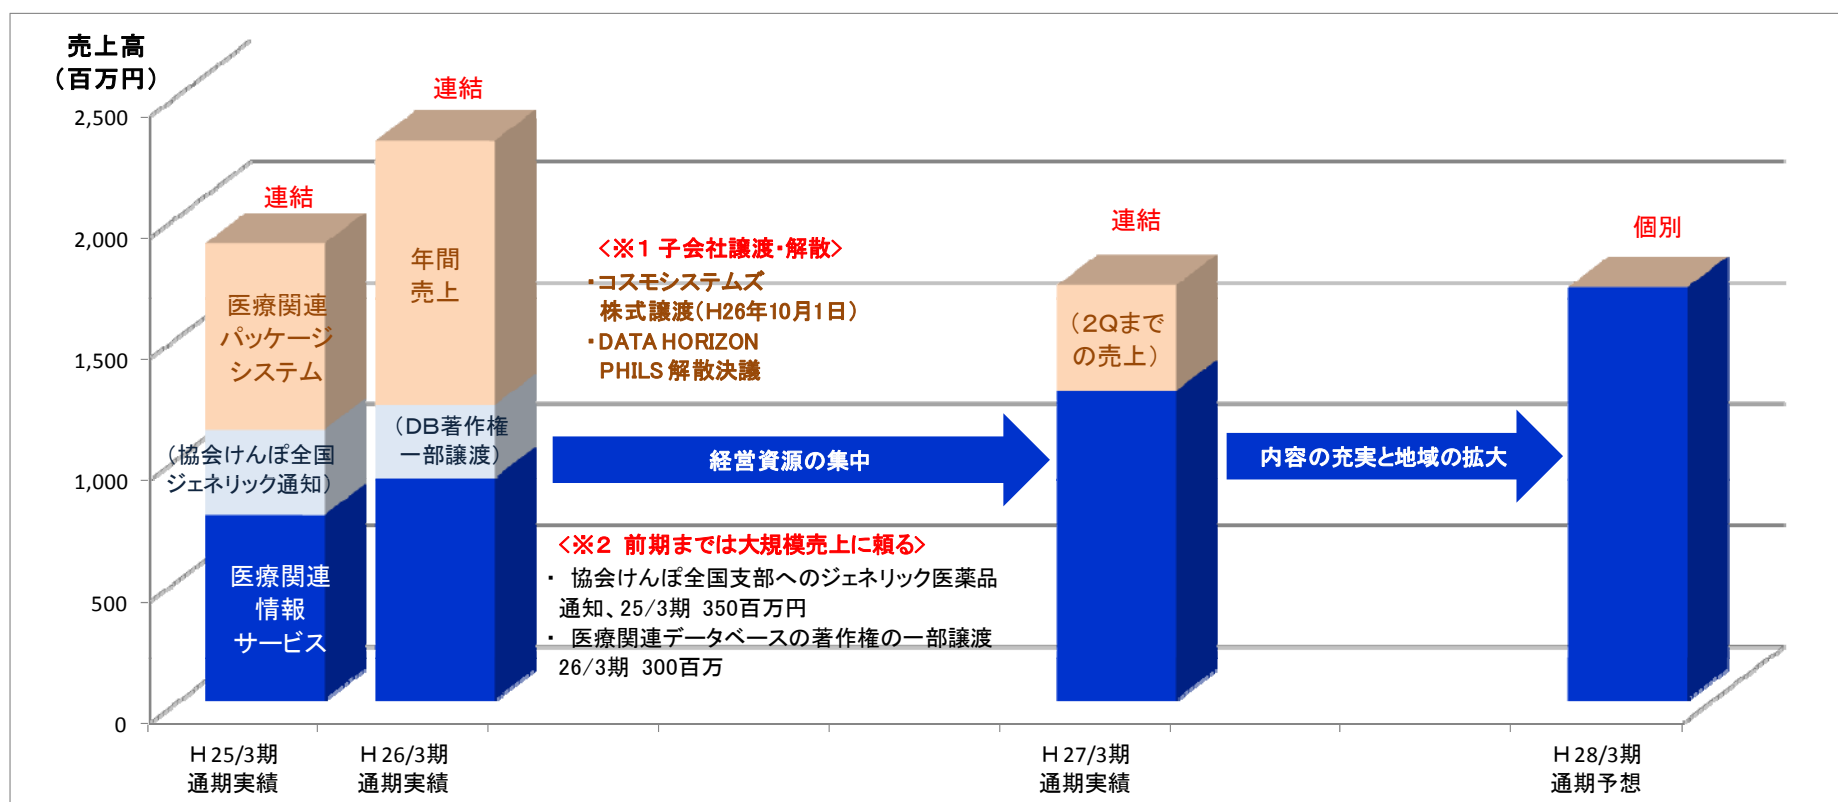 売上高
（百万円）
2,500
2,000
1,500
1,000
500
0
連結
医療関連
パッケージ
システム
（協会けんぽ全国
ジェネリック通知）
医療関連
情報
サービス
連結
年間
売上
（DB著作権
一部譲渡）
<※1 子会社譲渡・解散>
・コスモシステムズ
株式譲渡（H26年10月1日）
・DATA HORIZON
PHILS 解散決議
経営資源の集中
<※2 前期までは大規模売上に頼る>
・ 協会けんぽ全国支部へのジェネリック医薬品
通知、25/3期 350百万円
・ 医療関連データベースの著作権の一部譲渡
26/3期 300百万
連結
（2Qまで
の売上）
内容の充実と地域の拡大
個別
H25/3期
通期実績
H26/3期
通期実績
H27/3期
通期実績
H28/3期
通期予想